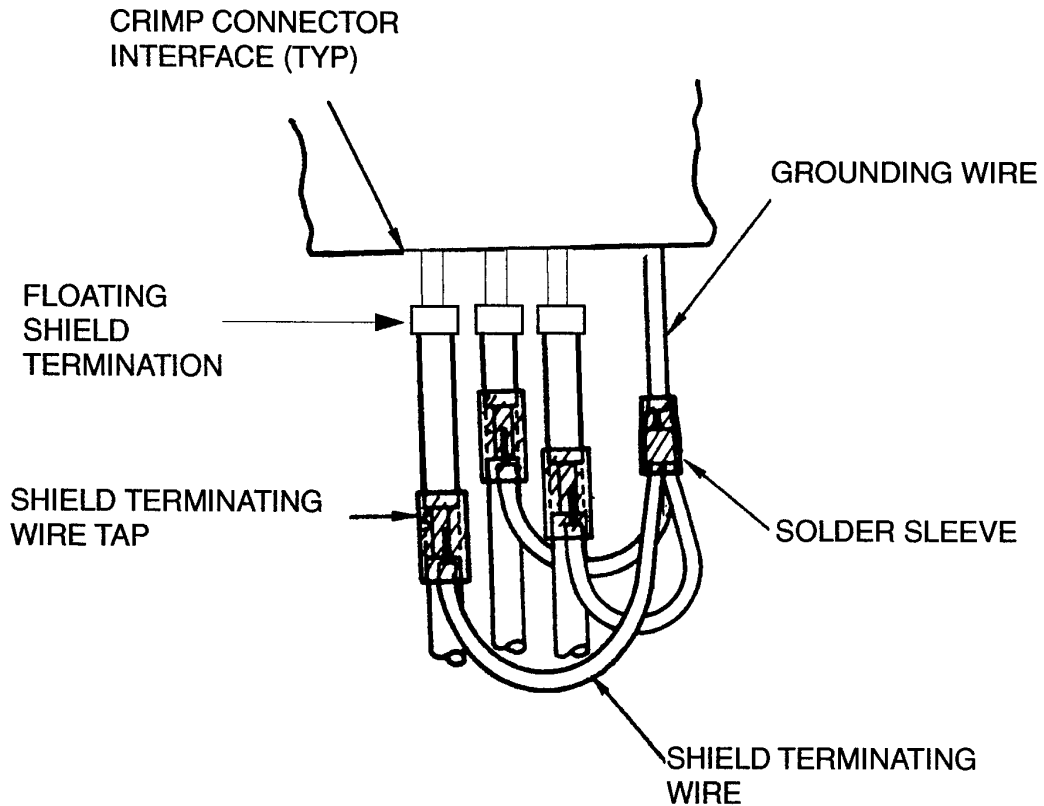 CRIMP CONNECTOR
INTERFACE (TYP)
GROUNDING WIRE
FLOATING
SHIELD
TERMINATION
SHIELD TERMINATING
WIRE TAP
SOLDER SLEEVE
SHIELD TERMINATING
WIRE